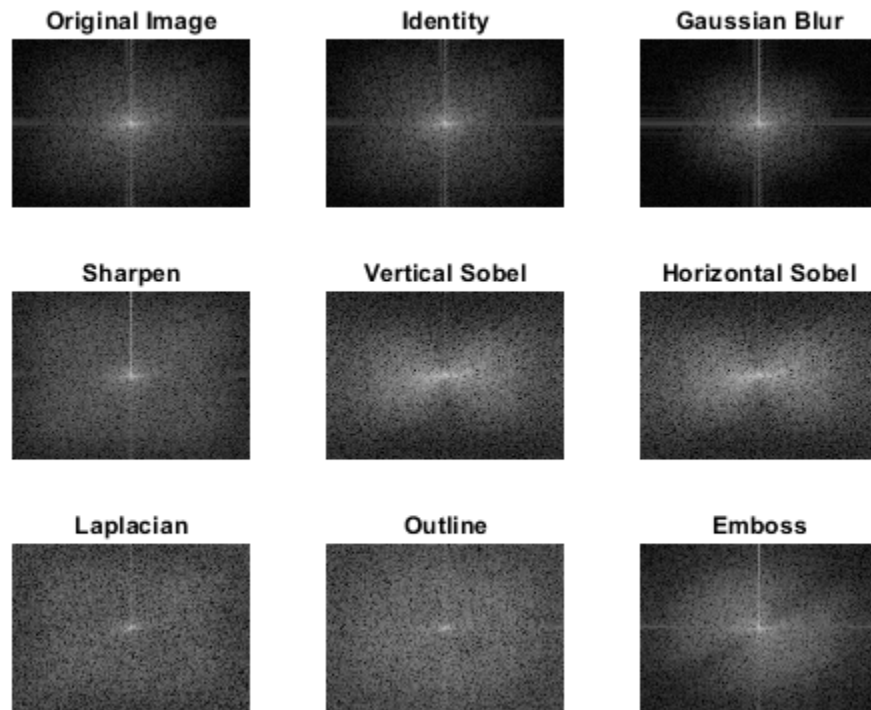 Original Image
Identity
Gaussian Blur
Sharpen
Vertical Sobel
Horizontal Sobel
Laplacian
Outline
Emboss